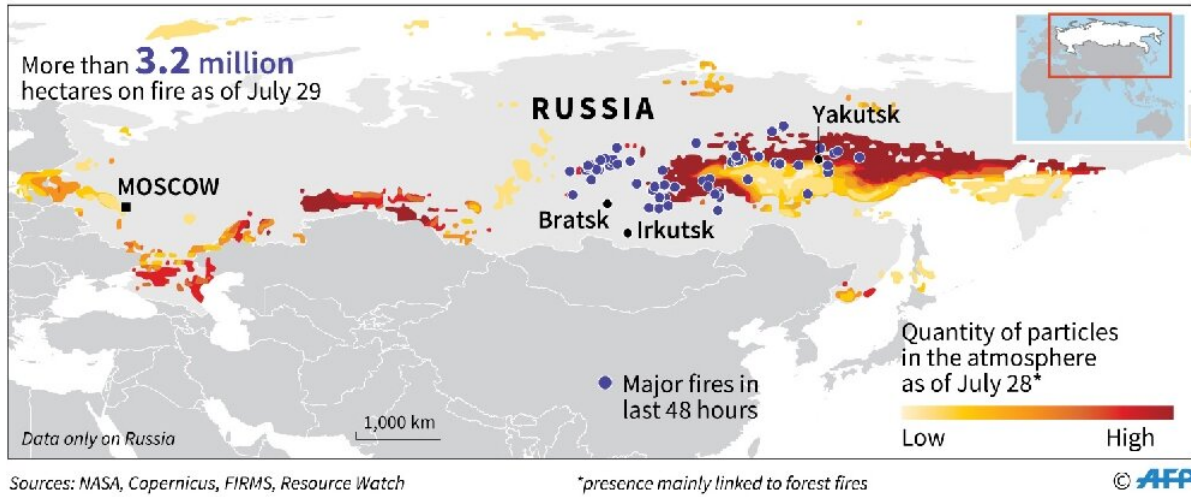 More than 3.2 million
hectares on fire as of July 29
RUSSIA
Yakutsk
MOSCOW
Bratsk
Irkutsk
Quantity of particles
in the atmosphere
as of July 28*
Low High
Major fires in
last 48 hours
1,000 km
Data only on Russia
Sources: NASA, Copernicus, FIRMS, Resource Watch
*presence mainly linked to forest fires
© AFP